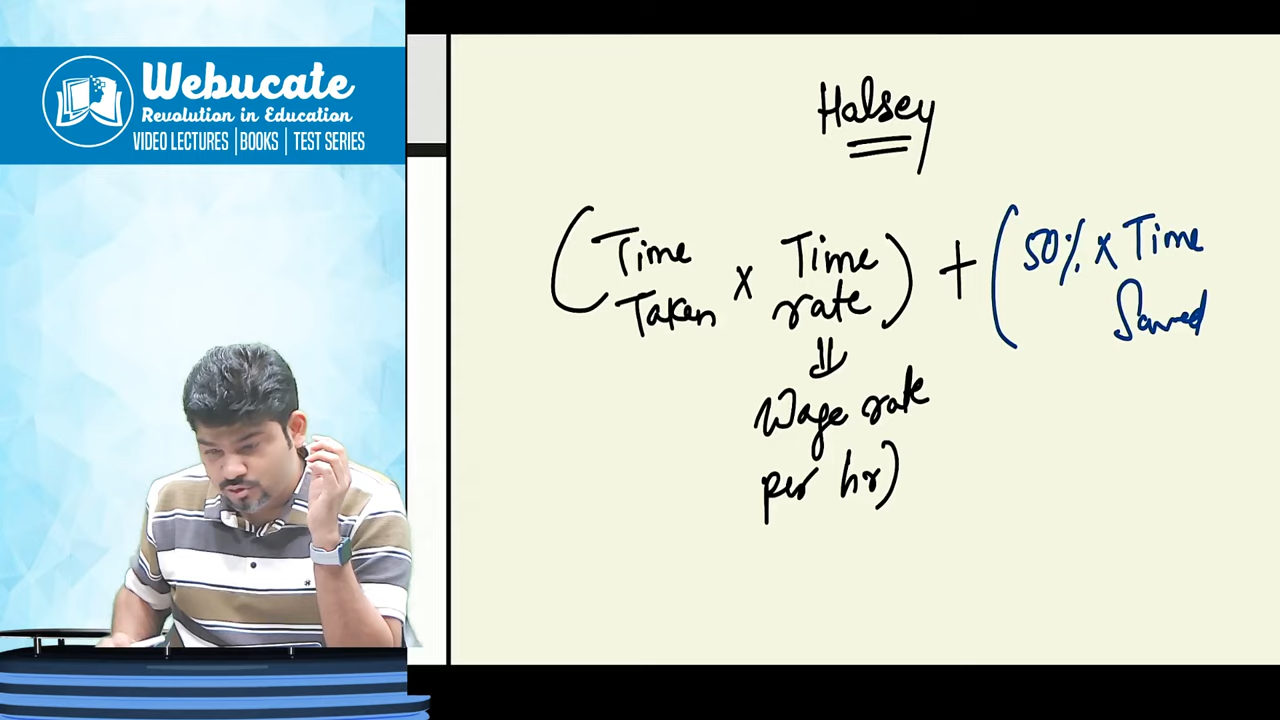 Webucate
Revolution in Education
VIDEO LECTURES | BOOKS | TEST SERIES
Halsey
(Time Taken x Time rate) + (50% x Time Saved
⇓
Wage rate
per hr)